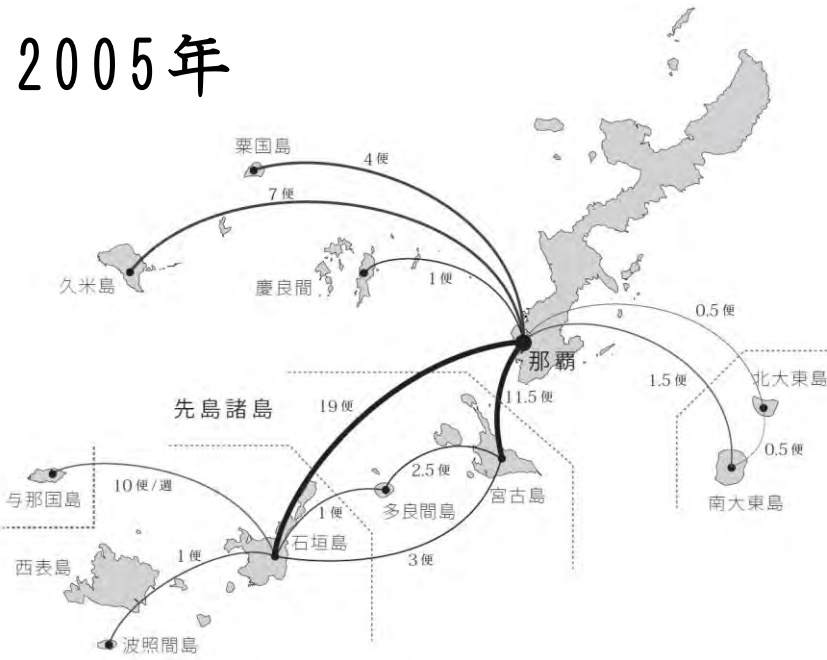 2005年
粟国島
4便
7便
久米島
慶良間
1便
0.5便
那覇
北大東島
1.5便
先島諸島
19便
11.5便
0.5便
2.5便
10便/週
与那国島
多良間島
宮古島
南大東島
1便
石垣島
3便
1便
西表島
波照間島